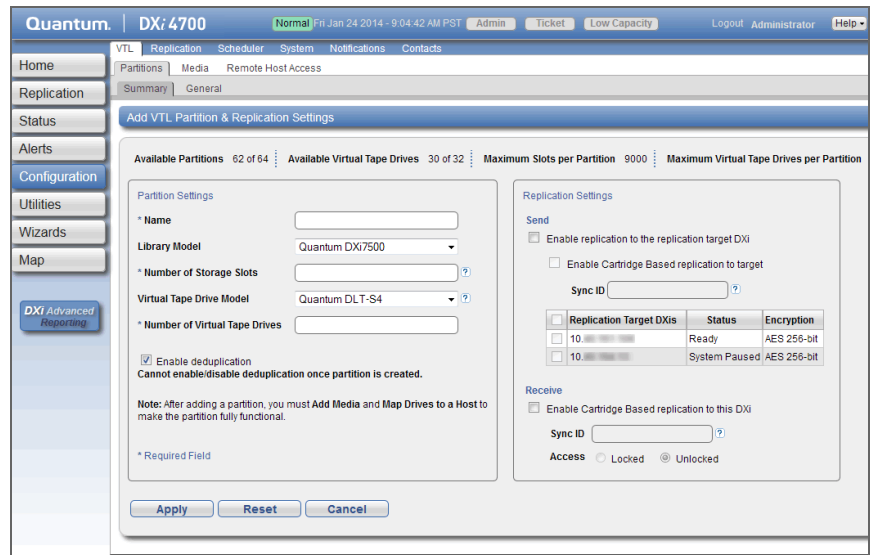 Quantum. DXi 4700 Normal Fri Jan 24 2014 - 9:04:42 AM PST Admin Ticket Low Capacity Logout Administrator Help
VTL Replication Scheduler System Notifications Contacts
Home
Replication
Status
Alerts
Configuration
Utilities
Wizards
Map
DXi Advanced
Reporting
Partitions Media Remote Host Access
Summary General
Add VTL Partition & Replication Settings
Available Partitions 62 of 64 Available Virtual Tape Drives 30 of 32 Maximum Slots per Partition 9000 Maximum Virtual Tape Drives per Partition
Partition Settings
* Name
Library Model Quantum DXi7500
* Number of Storage Slots ?
Virtual Tape Drive Model Quantum DLT-S4 ?
* Number of Virtual Tape Drives
Enable deduplication
Cannot enable/disable deduplication once partition is created.
Note: After adding a partition, you must Add Media and Map Drives to a Host to
make the partition fully functional.
* Required Field
Replication Settings
Send
Enable replication to the replication target DXi
Enable Cartridge Based replication to target
Sync ID ?
Replication Target DXis Status Encryption
10. Ready AES 256-bit
10. System Paused AES 256-bit
Receive
Enable Cartridge Based replication to this DXi
Sync ID ?
Access Locked Unlocked
Apply Reset Cancel